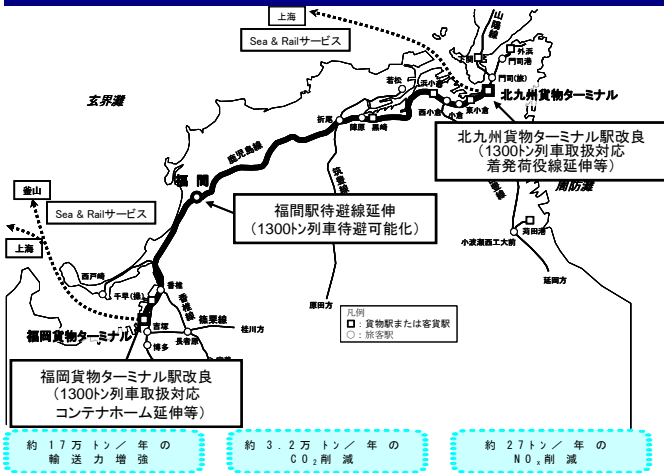 上海
Sea & Railサービス
玄界灘
山陽線
下関
外浜
門司港
門司(旅)
北九州貨物ターミナル
若松
浜小倉
東小倉
小倉
西小倉
折尾
陣原
黒崎
鹿児島線
筑豊線
北九州貨物ターミナル駅改良
(1300トン列車取扱対応
着発荷役線延伸等)
周防灘
福間
福間駅待避線延伸
(1300トン列車待避可能化)
釜山
Sea & Railサービス
上海
苅田港
小波瀬西工大前
延岡方
西戸崎
千早(操)
香椎
香椎線
篠栗線
原田方
桂川方
福岡貨物ターミナル
吉塚
博多
長者原
凡例
□:貨物駅または客貨駅
○:旅客駅
福岡貨物ターミナル駅改良
(1300トン列車取扱対応
コンテナホーム延伸等)
約17万トン/年の
輸送力増強
約3.2万トン/年の
CO₂削減
約27トン/年の
NOₓ削減